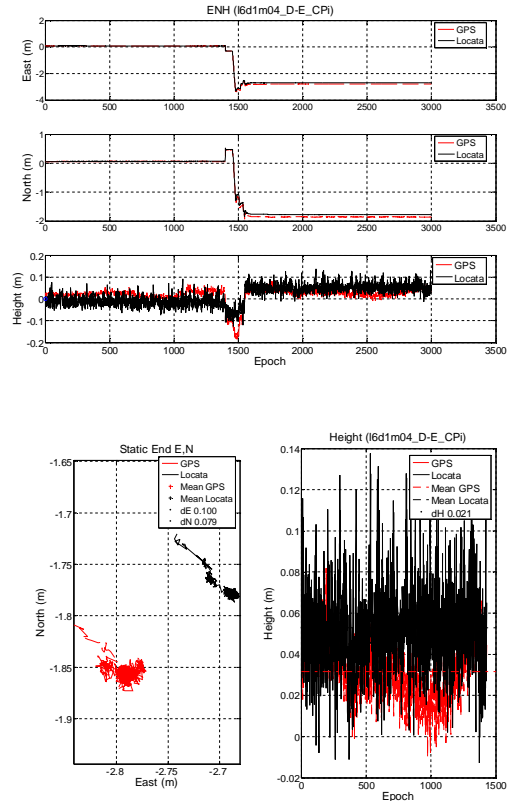 ENH (l6d1m04_D-E_CPi)
2
0
-2
-4
East (m)
GPS
Locata
0 500 1000 1500 2000 2500 3000 3500
1
0
-1
-2
North (m)
GPS
Locata
0 500 1000 1500 2000 2500 3000 3500
0.2
0.1
0
-0.1
-0.2
Height (m)
GPS
Locata
0 500 1000 1500 2000 2500 3000 3500
Epoch
Static End E,N
-1.65
-1.7
-1.75
-1.8
-1.85
-1.9
North (m)
GPS
Locata
Mean GPS
Mean Locata
dE 0.100
dN 0.079
-2.8 -2.75 -2.7
East (m)
Height (l6d1m04_D-E_CPi)
0.14
0.12
0.1
0.08
0.06
0.04
0.02
0
-0.02
Height (m)
GPS
Locata
Mean GPS
Mean Locata
dH 0.021
0 500 1000 1500
Epoch